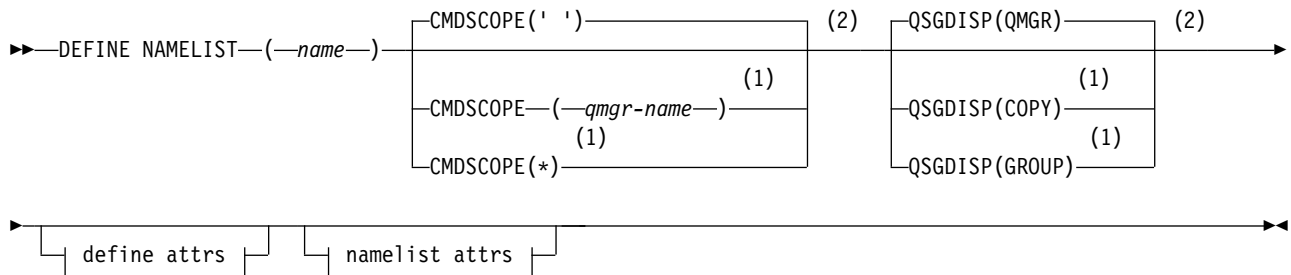 CMDSCOPE(' ') (2) QSGDISP(QMGR) (2)
DEFINE NAMELIST ( name )
(1) (1)
CMDSCOPE ( qmgr-name ) QSGDISP(COPY)
(1) (1)
CMDSCOPE(*) QSGDISP(GROUP)
define attrs namelist attrs